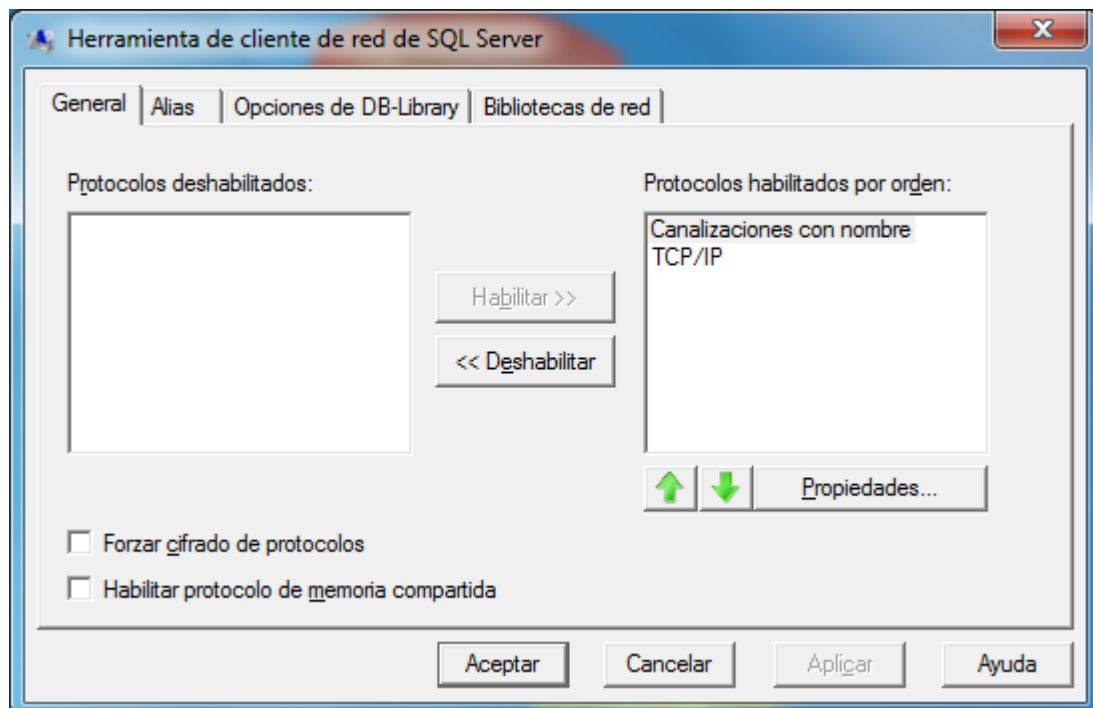 Herramienta de cliente de red de SQL Server
General Alias Opciones de DB-Library Bibliotecas de red
Protocolos deshabilitados:
Protocolos habilitados por orden:
Canalizaciones con nombre
TCP/IP
Habilitar >>
<< Deshabilitar
Propiedades...
Forzar cifrado de protocolos
Habilitar protocolo de memoria compartida
Aceptar Cancelar Aplicar Ayuda